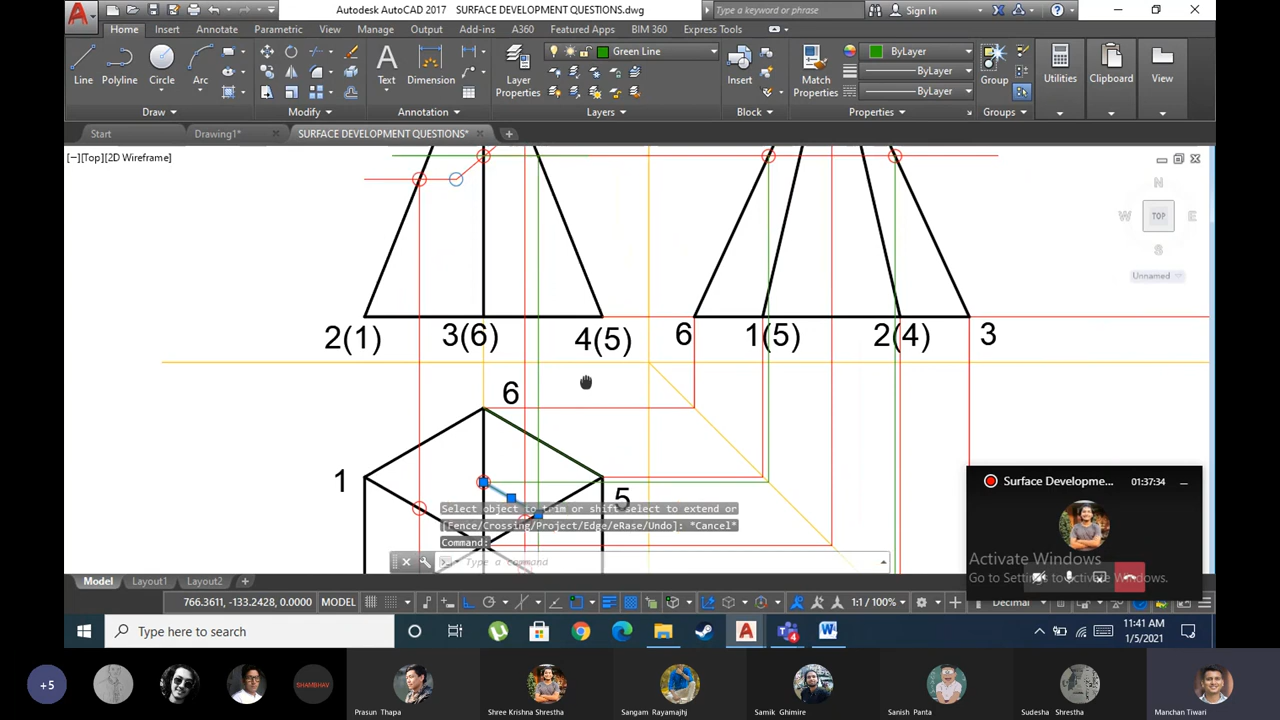 Autodesk AutoCAD 2017 SURFACE DEVELOPMENT QUESTIONS.dwg
Type a keyword or phrase
Sign In
Home Insert Annotate Parametric View Manage Output Add-ins A360 Featured Apps BIM 360 Express Tools
Line Polyline Circle Arc
Text Dimension
Layer Properties
Green Line
Insert
Match Properties
ByLayer
ByLayer
ByLayer
Group
Utilities Clipboard View
Draw Modify Annotation Layers Block Properties Groups
Start Drawing1* SURFACE DEVELOPMENT QUESTIONS*
[−][Top][2D Wireframe]
N
W TOP E
S
Unnamed
2(1) 3(6) 4(5) 6 1(5) 2(4) 3
6
1
5
Select object to trim or shift select to extend or
[Fence/Crossing/Project/Edge/eRase/Undo]: *Cancel*
Command:
Type a command
Surface Developme... 01:37:34
Activate Windows
Go to Settings to activate Windows.
Model Layout1 Layout2
766.3611, -133.2428, 0.0000 MODEL 1:1 / 100% Decimal
Type here to search
11:41 AM
1/5/2021
+5
SHAMBHAV
Prasun Thapa
Shree Krishna Shrestha
Sangam Rayamajhj
Samik Ghimire
Sanish Panta
Sudesha Shrestha
Manchan Tiwari